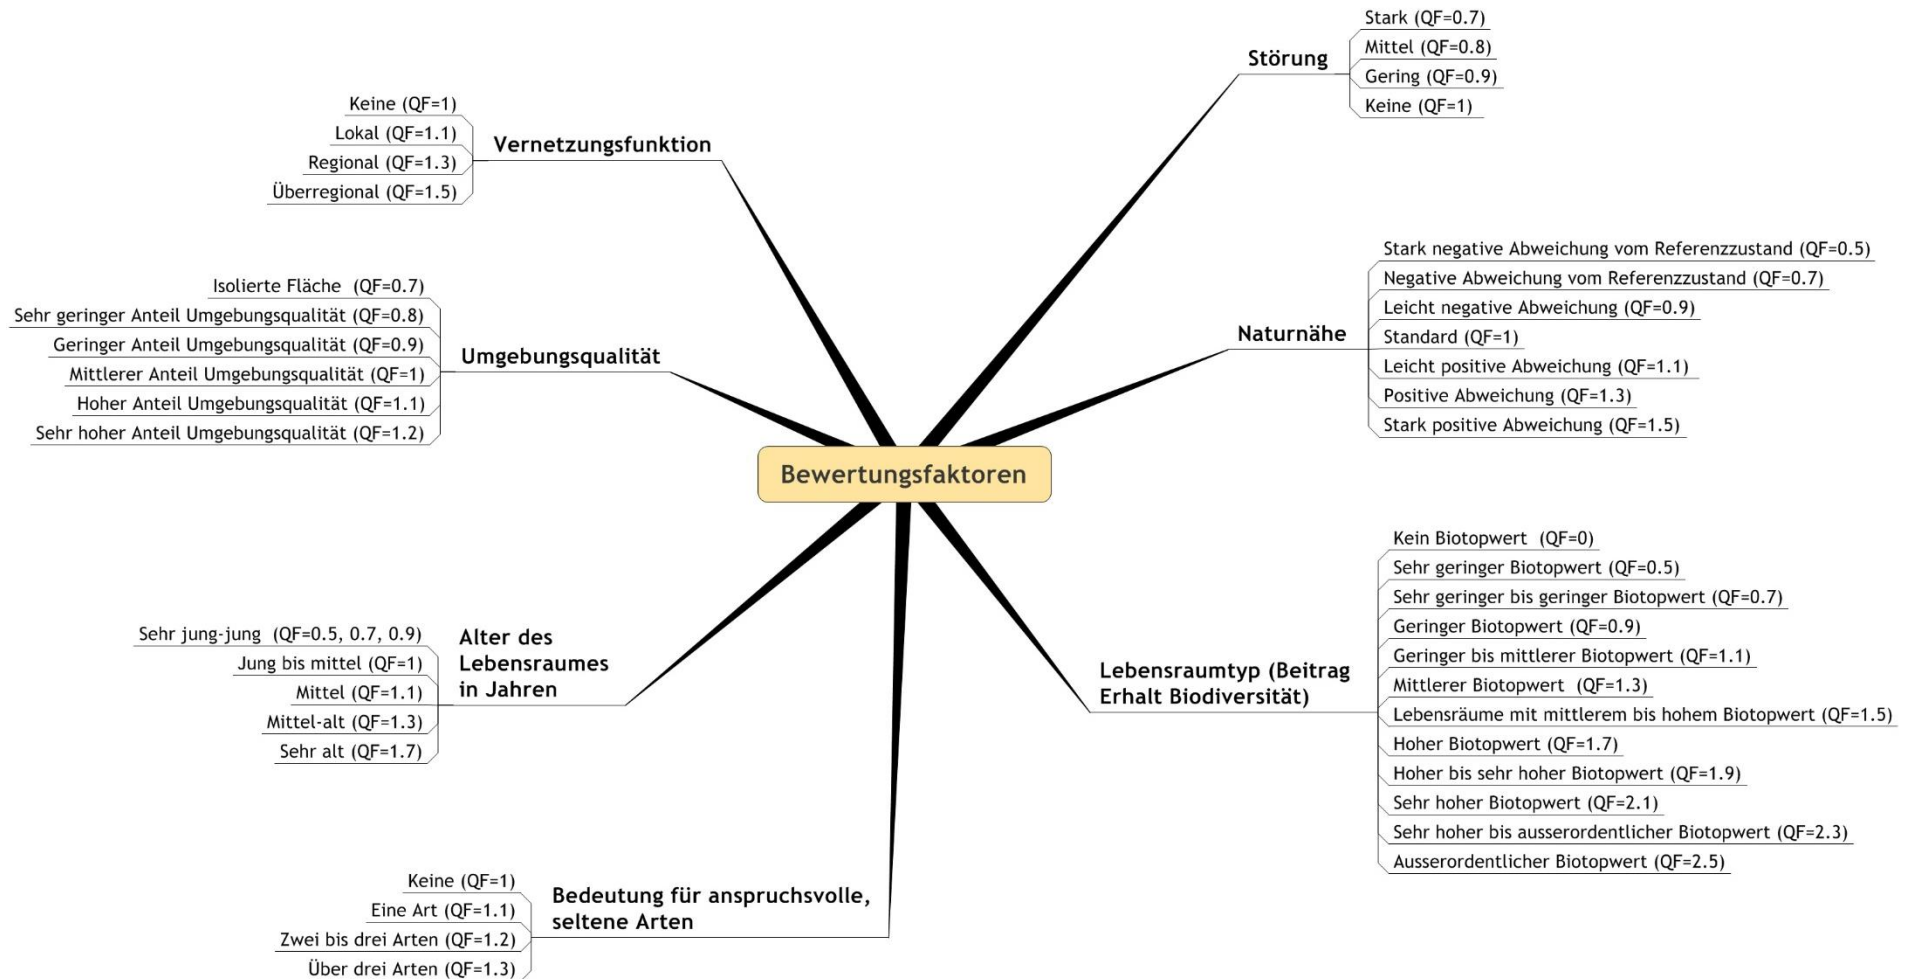 Bewertungsfaktoren
Störung
Stark (QF=0.7)
Mittel (QF=0.8)
Gering (QF=0.9)
Keine (QF=1)
Naturnähe
Stark negative Abweichung vom Referenzzustand (QF=0.5)
Negative Abweichung vom Referenzzustand (QF=0.7)
Leicht negative Abweichung (QF=0.9)
Standard (QF=1)
Leicht positive Abweichung (QF=1.1)
Positive Abweichung (QF=1.3)
Stark positive Abweichung (QF=1.5)
Lebensraumtyp (Beitrag
Erhalt Biodiversität)
Kein Biotopwert (QF=0)
Sehr geringer Biotopwert (QF=0.5)
Sehr geringer bis geringer Biotopwert (QF=0.7)
Geringer Biotopwert (QF=0.9)
Geringer bis mittlerer Biotopwert (QF=1.1)
Mittlerer Biotopwert (QF=1.3)
Lebensräume mit mittlerem bis hohem Biotopwert (QF=1.5)
Hoher Biotopwert (QF=1.7)
Hoher bis sehr hoher Biotopwert (QF=1.9)
Sehr hoher Biotopwert (QF=2.1)
Sehr hoher bis ausserordentlicher Biotopwert (QF=2.3)
Ausserordentlicher Biotopwert (QF=2.5)
Bedeutung für anspruchsvolle,
seltene Arten
Keine (QF=1)
Eine Art (QF=1.1)
Zwei bis drei Arten (QF=1.2)
Über drei Arten (QF=1.3)
Alter des
Lebensraumes
in Jahren
Sehr jung-jung (QF=0.5, 0.7, 0.9)
Jung bis mittel (QF=1)
Mittel (QF=1.1)
Mittel-alt (QF=1.3)
Sehr alt (QF=1.7)
Umgebungsqualität
Isolierte Fläche (QF=0.7)
Sehr geringer Anteil Umgebungsqualität (QF=0.8)
Geringer Anteil Umgebungsqualität (QF=0.9)
Mittlerer Anteil Umgebungsqualität (QF=1)
Hoher Anteil Umgebungsqualität (QF=1.1)
Sehr hoher Anteil Umgebungsqualität (QF=1.2)
Vernetzungsfunktion
Keine (QF=1)
Lokal (QF=1.1)
Regional (QF=1.3)
Überregional (QF=1.5)